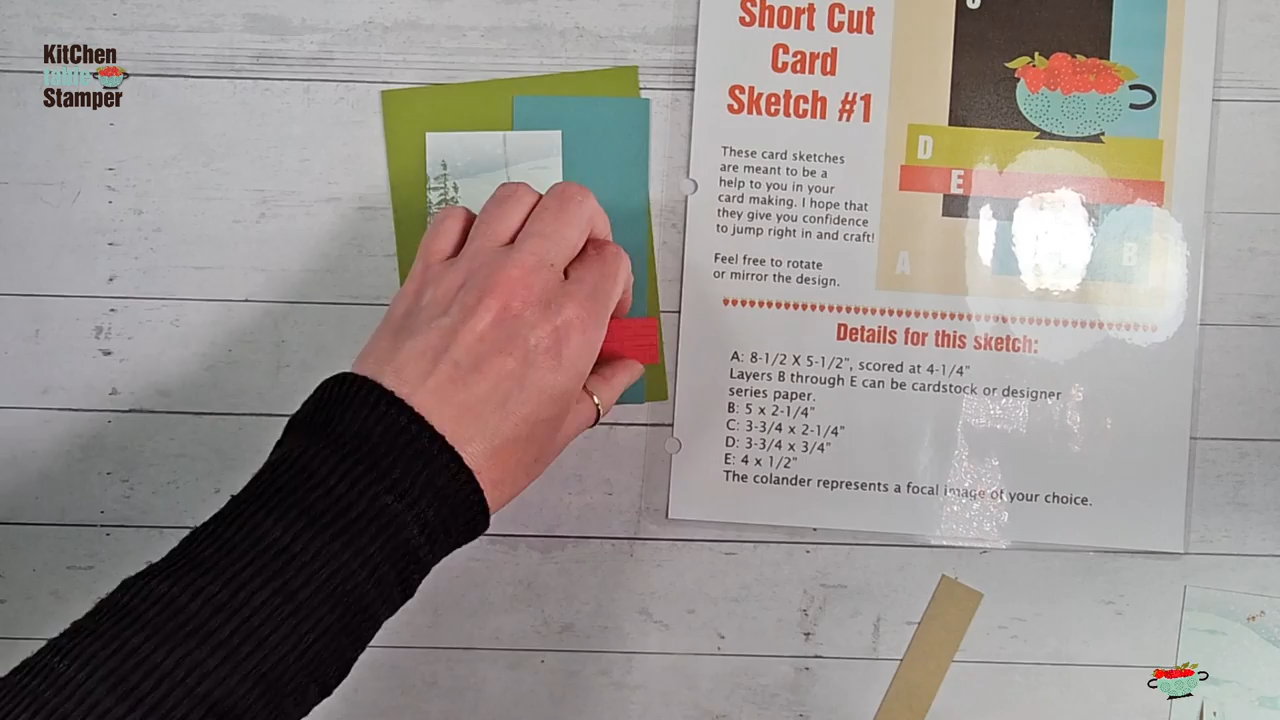 KitChen
Table
Stamper
Short Cut
Card
Sketch #1
These card sketches
are meant to be a
help to you in your
card making. I hope that
they give you confidence
to jump right in and craft!
Feel free to rotate
or mirror the design.
D
E
A
B
Details for this sketch:
A: 8-1/2 X 5-1/2", scored at 4-1/4"
Layers B through E can be cardstock or designer
series paper.
B: 5 x 2-1/4"
C: 3-3/4 x 2-1/4"
D: 3-3/4 x 3/4"
E: 4 x 1/2"
The colander represents a focal image of your choice.